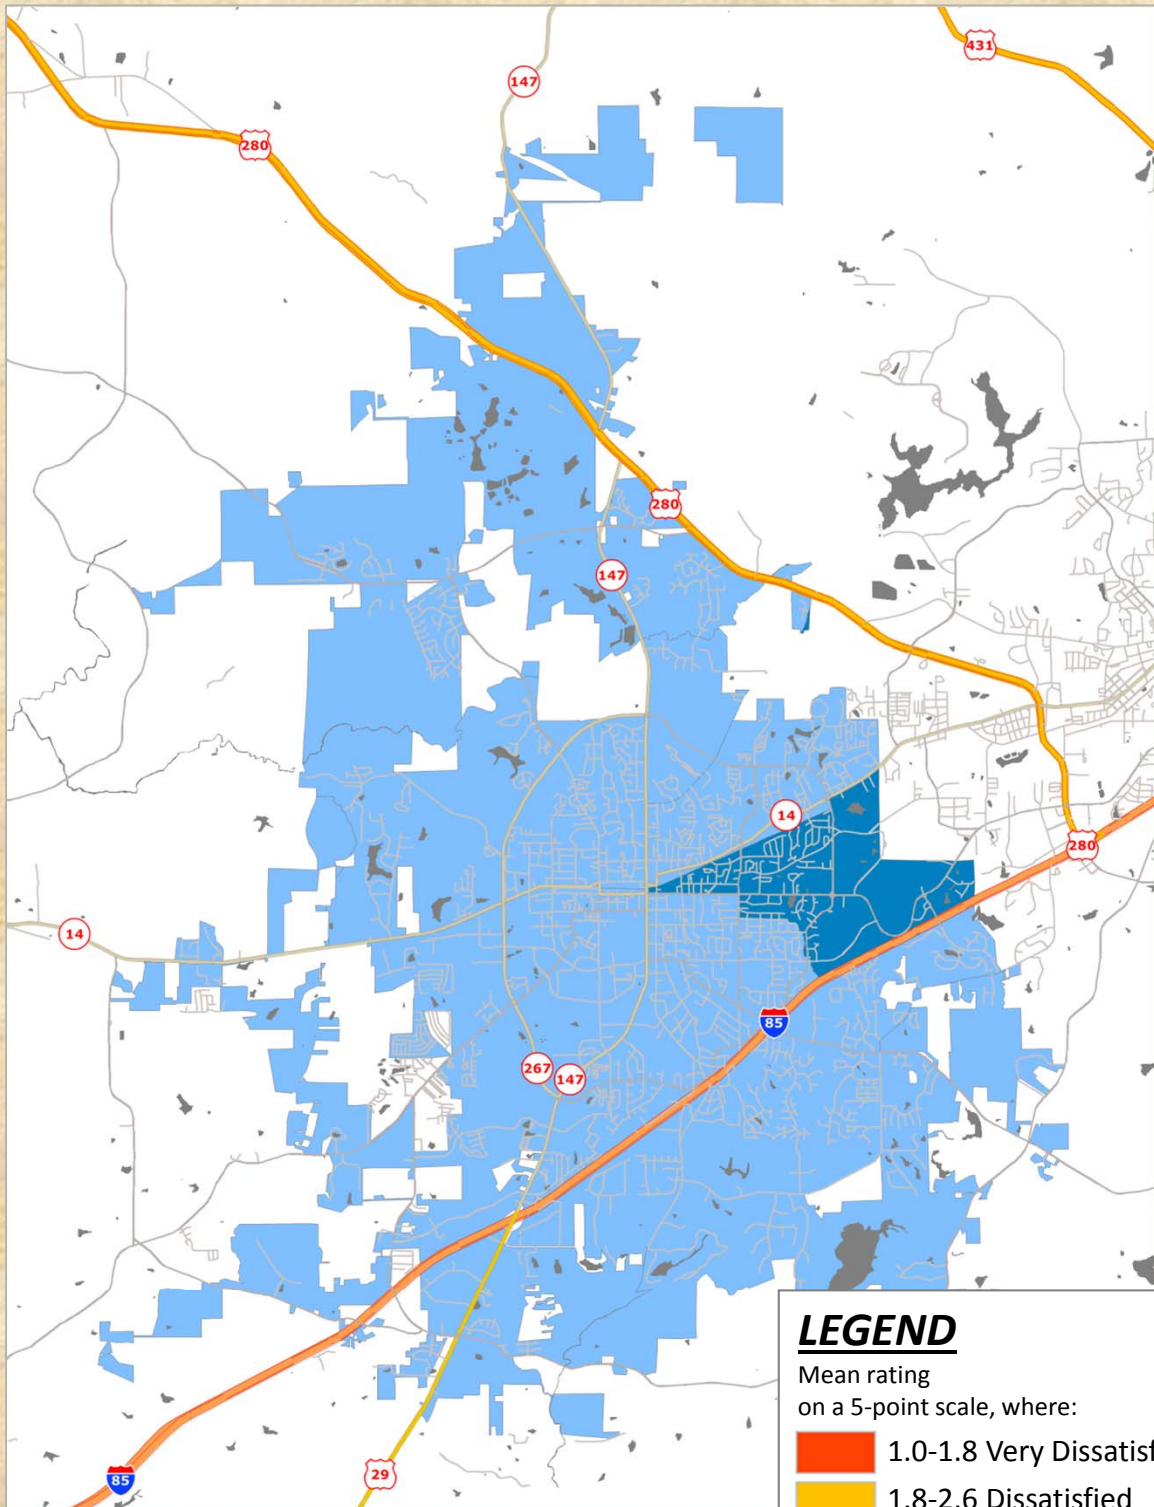 431
147
280
280
147
14
280
14
85
267
147
LEGEND
Mean rating
on a 5-point scale, where:
1.0-1.8 Very Dissatisf
1.8-2.6 Dissatisfied
29
85